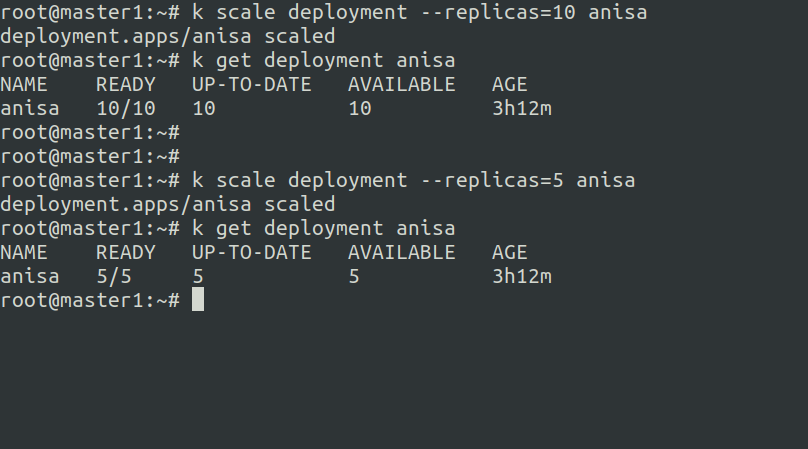 root@master1:~# k scale deployment --replicas=10 anisa
deployment.apps/anisa scaled
root@master1:~# k get deployment anisa
NAME    READY   UP-TO-DATE   AVAILABLE   AGE
anisa   10/10   10           10          3h12m
root@master1:~#
root@master1:~#
root@master1:~# k scale deployment --replicas=5 anisa
deployment.apps/anisa scaled
root@master1:~# k get deployment anisa
NAME    READY   UP-TO-DATE   AVAILABLE   AGE
anisa   5/5     5            5           3h12m
root@master1:~#